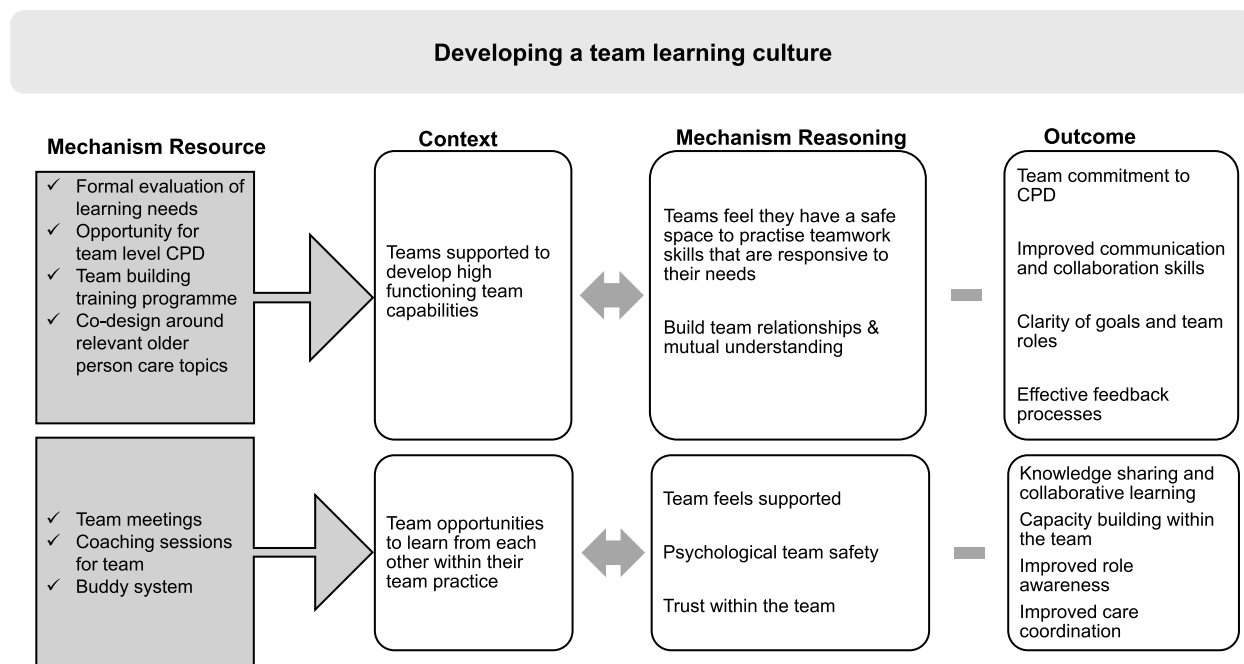 Developing a team learning culture
Mechanism Resource
Context
Mechanism Reasoning
Outcome
✓ Formal evaluation of
learning needs
✓ Opportunity for
team level CPD
✓ Team building
training programme
✓ Co-design around
relevant older
person care topics
Teams supported to
develop high
functioning team
capabilities
Teams feel they have a safe
space to practise teamwork
skills that are responsive to
their needs
Build team relationships &
mutual understanding
Team commitment to
CPD
Improved communication
and collaboration skills
Clarity of goals and team
roles
Effective feedback
processes
✓ Team meetings
✓ Coaching sessions
for team
✓ Buddy system
Team opportunities
to learn from each
other within their
team practice
Team feels supported
Psychological team safety
Trust within the team
Knowledge sharing and
collaborative learning
Capacity building within
the team
Improved role
awareness
Improved care
coordination